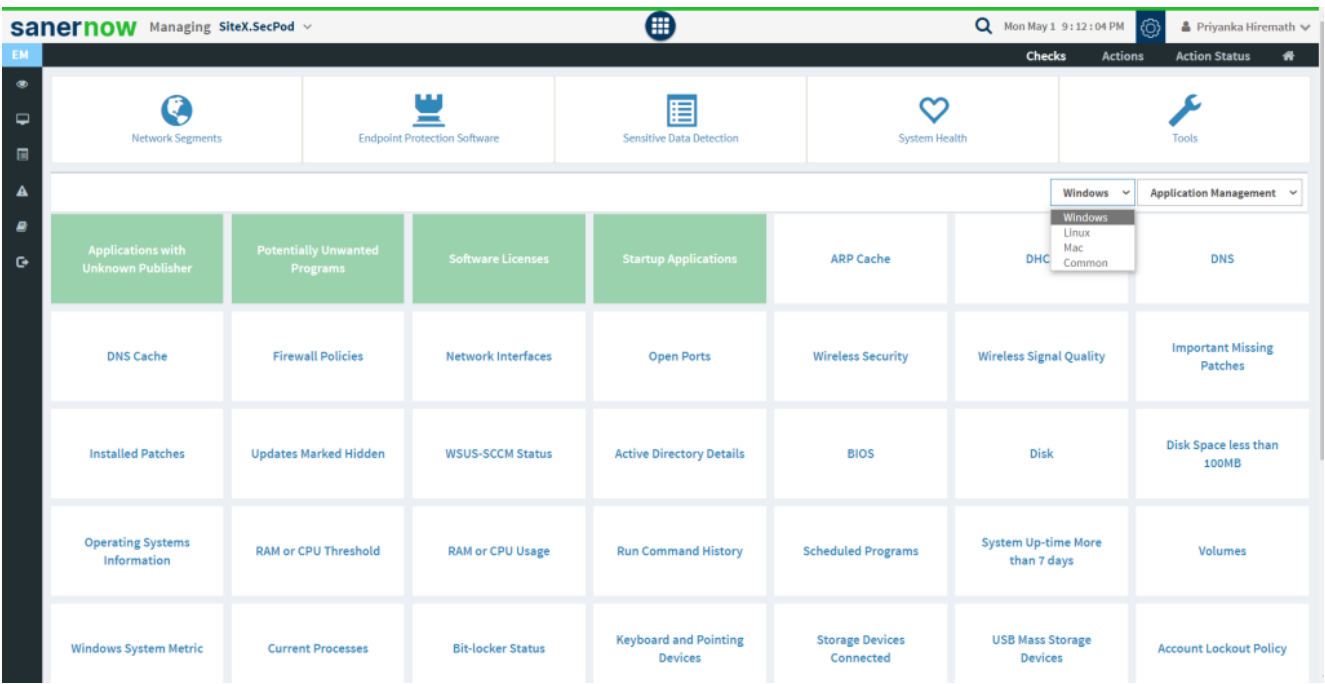 sanernow Managing SiteX.SecPod Mon May 1 9:12:04 PM Priyanka Hiremath
EM Checks Actions Action Status
Network Segments Endpoint Protection Software Sensitive Data Detection System Health Tools
Windows Application Management
Windows
Linux
Mac
Common
Applications with
Unknown Publisher
Potentially Unwanted
Programs
Software Licenses
Startup Applications
ARP Cache
DHC
DNS
DNS Cache
Firewall Policies
Network Interfaces
Open Ports
Wireless Security
Wireless Signal Quality
Important Missing
Patches
Installed Patches
Updates Marked Hidden
WSUS-SCCM Status
Active Directory Details
BIOS
Disk
Disk Space less than
100MB
Operating Systems
Information
RAM or CPU Threshold
RAM or CPU Usage
Run Command History
Scheduled Programs
System Up-time More
than 7 days
Volumes
Windows System Metric
Current Processes
Bit-locker Status
Keyboard and Pointing
Devices
Storage Devices
Connected
USB Mass Storage
Devices
Account Lockout Policy